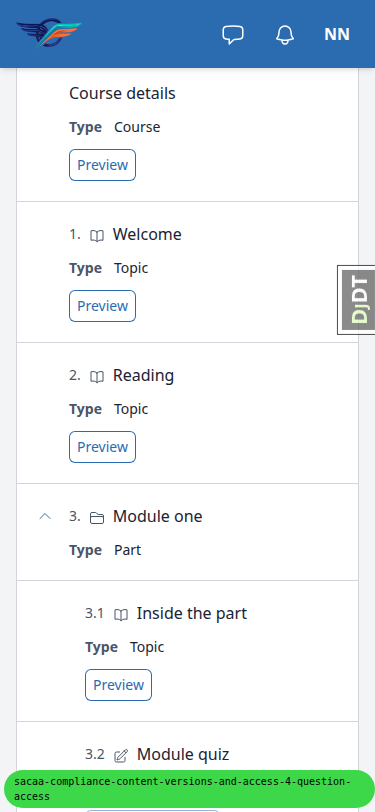 NN
Course details
Type Course
Preview
1. Welcome
Type Topic
Preview
DJDT
2. Reading
Type Topic
Preview
3. Module one
Type Part
3.1 Inside the part
Type Topic
Preview
3.2 Module quiz
sacaa-compliance-content-versions-and-access-4-question-
access